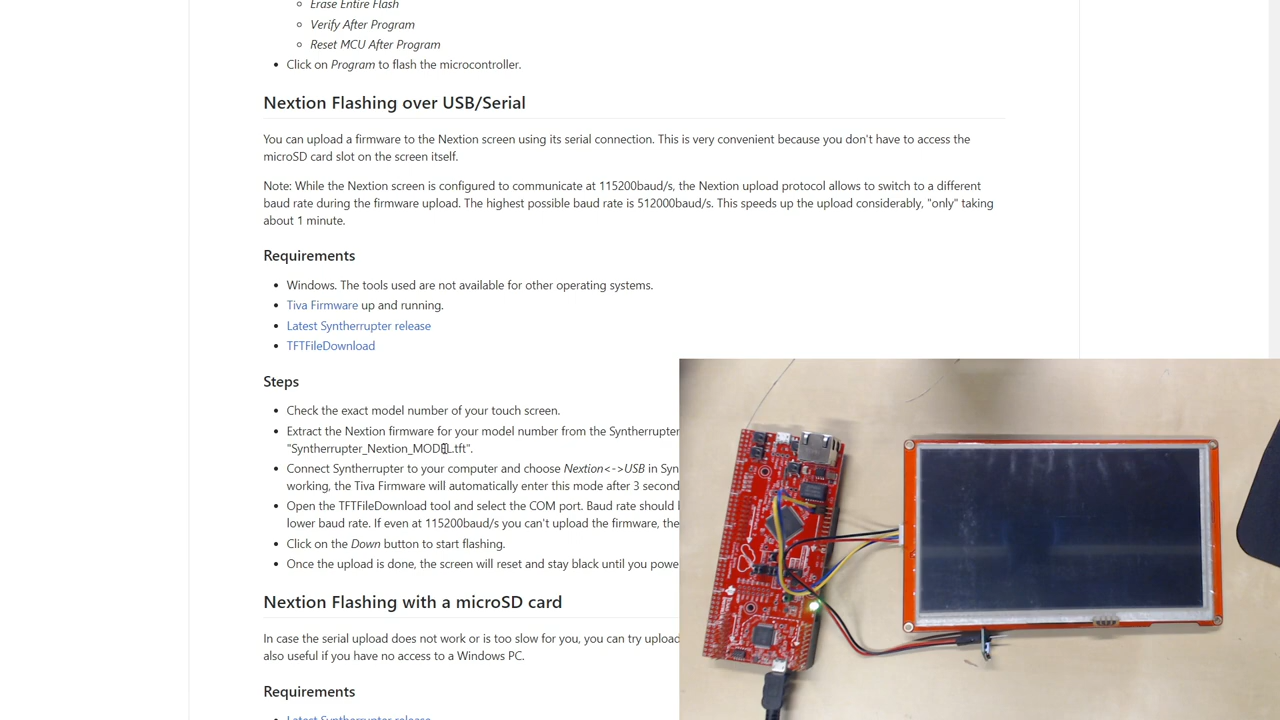 Erase Entire Flash
Verify After Program
Reset MCU After Program
Click on Program to flash the microcontroller.
Nextion Flashing over USB/Serial
You can upload a firmware to the Nextion screen using its serial connection. This is very convenient because you don't have to access the
microSD card slot on the screen itself.
Note: While the Nextion screen is configured to communicate at 115200baud/s, the Nextion upload protocol allows to switch to a different
baud rate during the firmware upload. The highest possible baud rate is 512000baud/s. This speeds up the upload considerably, "only" taking
about 1 minute.
Requirements
Windows. The tools used are not available for other operating systems.
Tiva Firmware up and running.
Latest Syntherrupter release
TFTFileDownload
Steps
Check the exact model number of your touch screen.
Extract the Nextion firmware for your model number from the Syntherrupter
"Syntherrupter_Nextion_MODEL.tft".
Connect Syntherrupter to your computer and choose Nextion<->USB in Syn
working, the Tiva Firmware will automatically enter this mode after 3 second
Open the TFTFileDownload tool and select the COM port. Baud rate should
lower baud rate. If even at 115200baud/s you can't upload the firmware, the
Click on the Down button to start flashing.
Once the upload is done, the screen will reset and stay black until you powe
Nextion Flashing with a microSD card
In case the serial upload does not work or is too slow for you, you can try upload
also useful if you have no access to a Windows PC.
Requirements
Latest Syntherrupter release